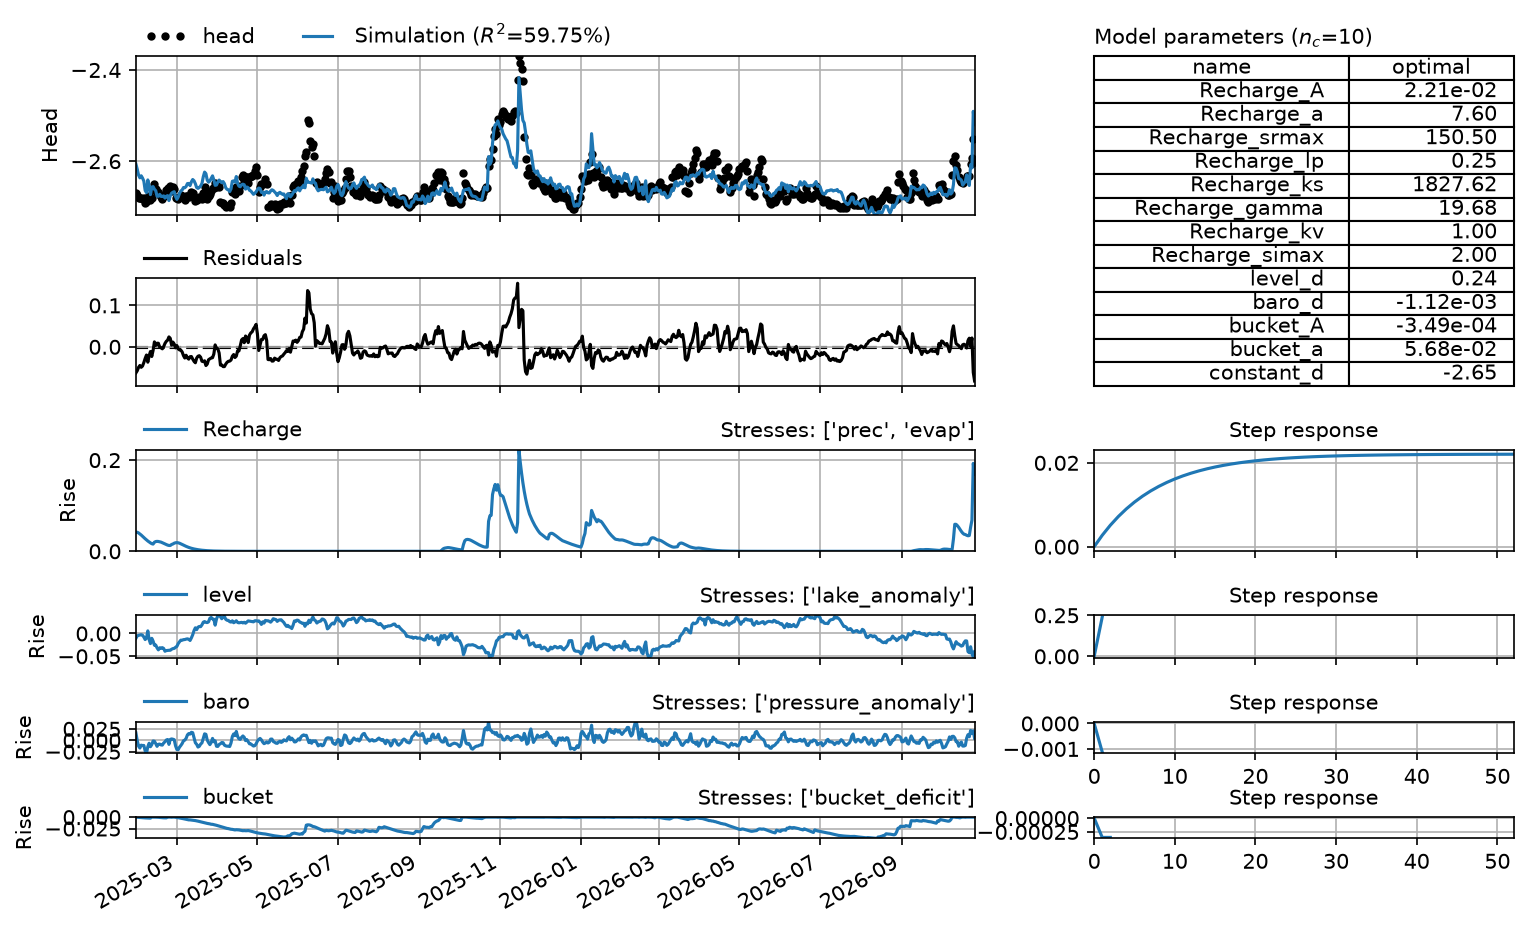 head Simulation (R²=59.75%)
Model parameters (n_c=10)
Head
−2.4
−2.6
name optimal
Recharge_A 2.21e-02
Recharge_a 7.60
Recharge_srmax 150.50
Recharge_lp 0.25
Recharge_ks 1827.62
Recharge_gamma 19.68
Recharge_kv 1.00
Recharge_simax 2.00
level_d 0.24
baro_d -1.12e-03
bucket_A -3.49e-04
bucket_a 5.68e-02
constant_d -2.65
Residuals
0.1
0.0
Recharge Stresses: ['prec', 'evap']
Step response
Rise
0.2
0.0
0.02
0.00
level Stresses: ['lake_anomaly']
Step response
Rise
0.00
−0.05
0.25
0.00
baro Stresses: ['pressure_anomaly']
Step response
Rise
0.025
0.000
−0.025
0.000
−0.001
0 10 20 30 40 50
bucket Stresses: ['bucket_deficit']
Step response
Rise
0.000
−0.025
0.00000
−0.00025
0 10 20 30 40 50
2025-03 2025-05 2025-07 2025-09 2025-11 2026-01 2026-03 2026-05 2026-07 2026-09